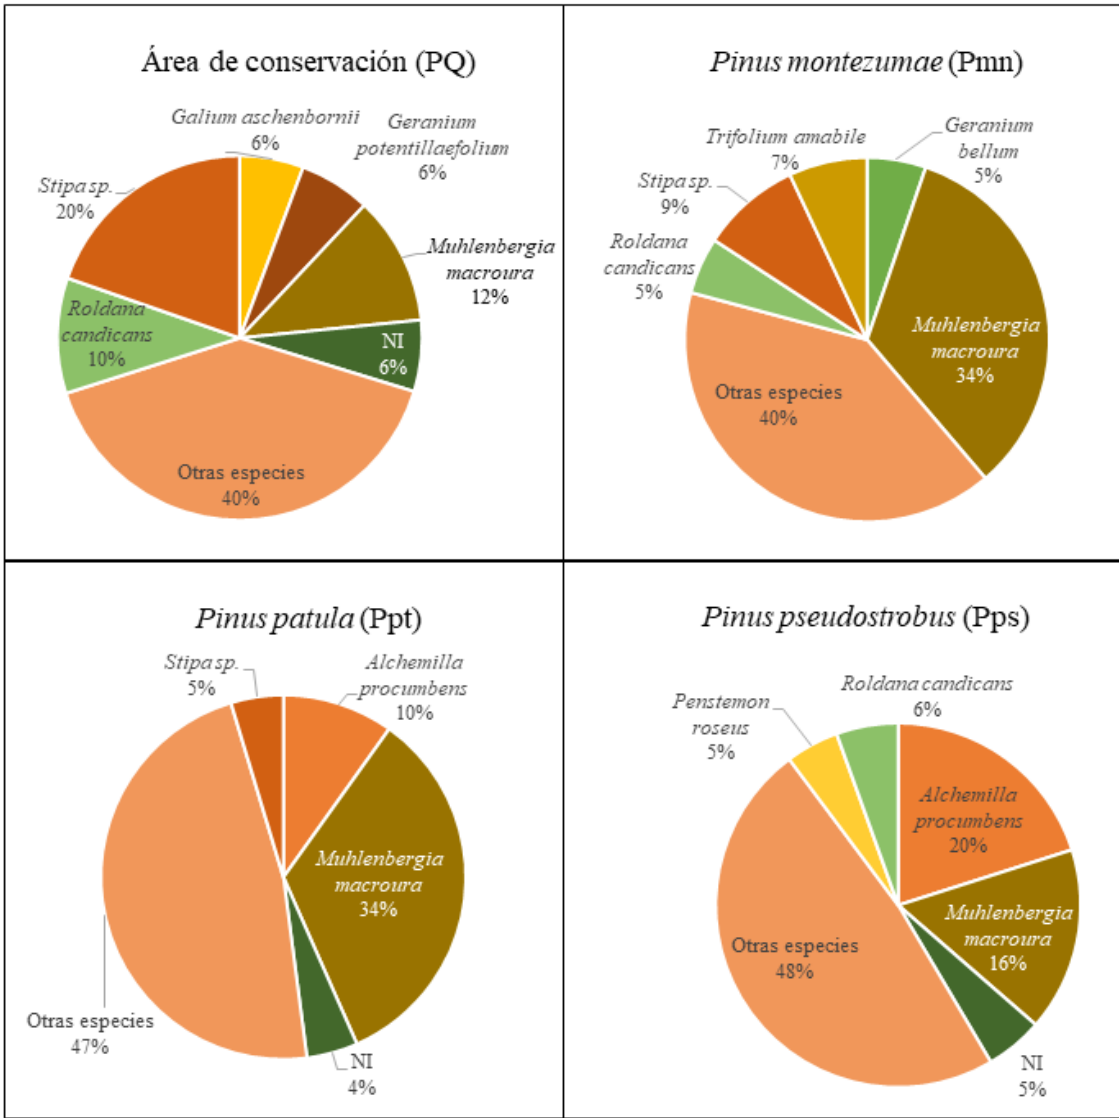 Área de conservación (PQ)
Galium aschenbornii
6%
Geranium
potentillaefolium
6%
Muhlenbergia
macroura
12%
NI
6%
Otras especies
40%
Roldana
candicans
10%
Stipa sp.
20%
Pinus montezumae (Pmn)
Geranium
bellum
5%
Muhlenbergia
macroura
34%
Otras especies
40%
Roldana
candicans
5%
Stipa sp.
9%
Trifolium amabile
7%
Pinus patula (Ppt)
Alchemilla
procumbens
10%
Muhlenbergia
macroura
34%
NI
4%
Otras especies
47%
Stipa sp.
5%
Pinus pseudostrobus (Pps)
Alchemilla
procumbens
20%
Muhlenbergia
macroura
16%
NI
5%
Otras especies
48%
Penstemon
roseus
5%
Roldana candicans
6%